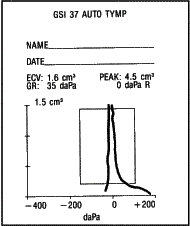 GSI 37 AUTO TYMP
NAME
DATE
ECV: 1.6 cm³ PEAK: 4.5 cm³
GR: 35 daPa 0 daPa R
1.5 cm³
-400 -200 0 +200
daPa